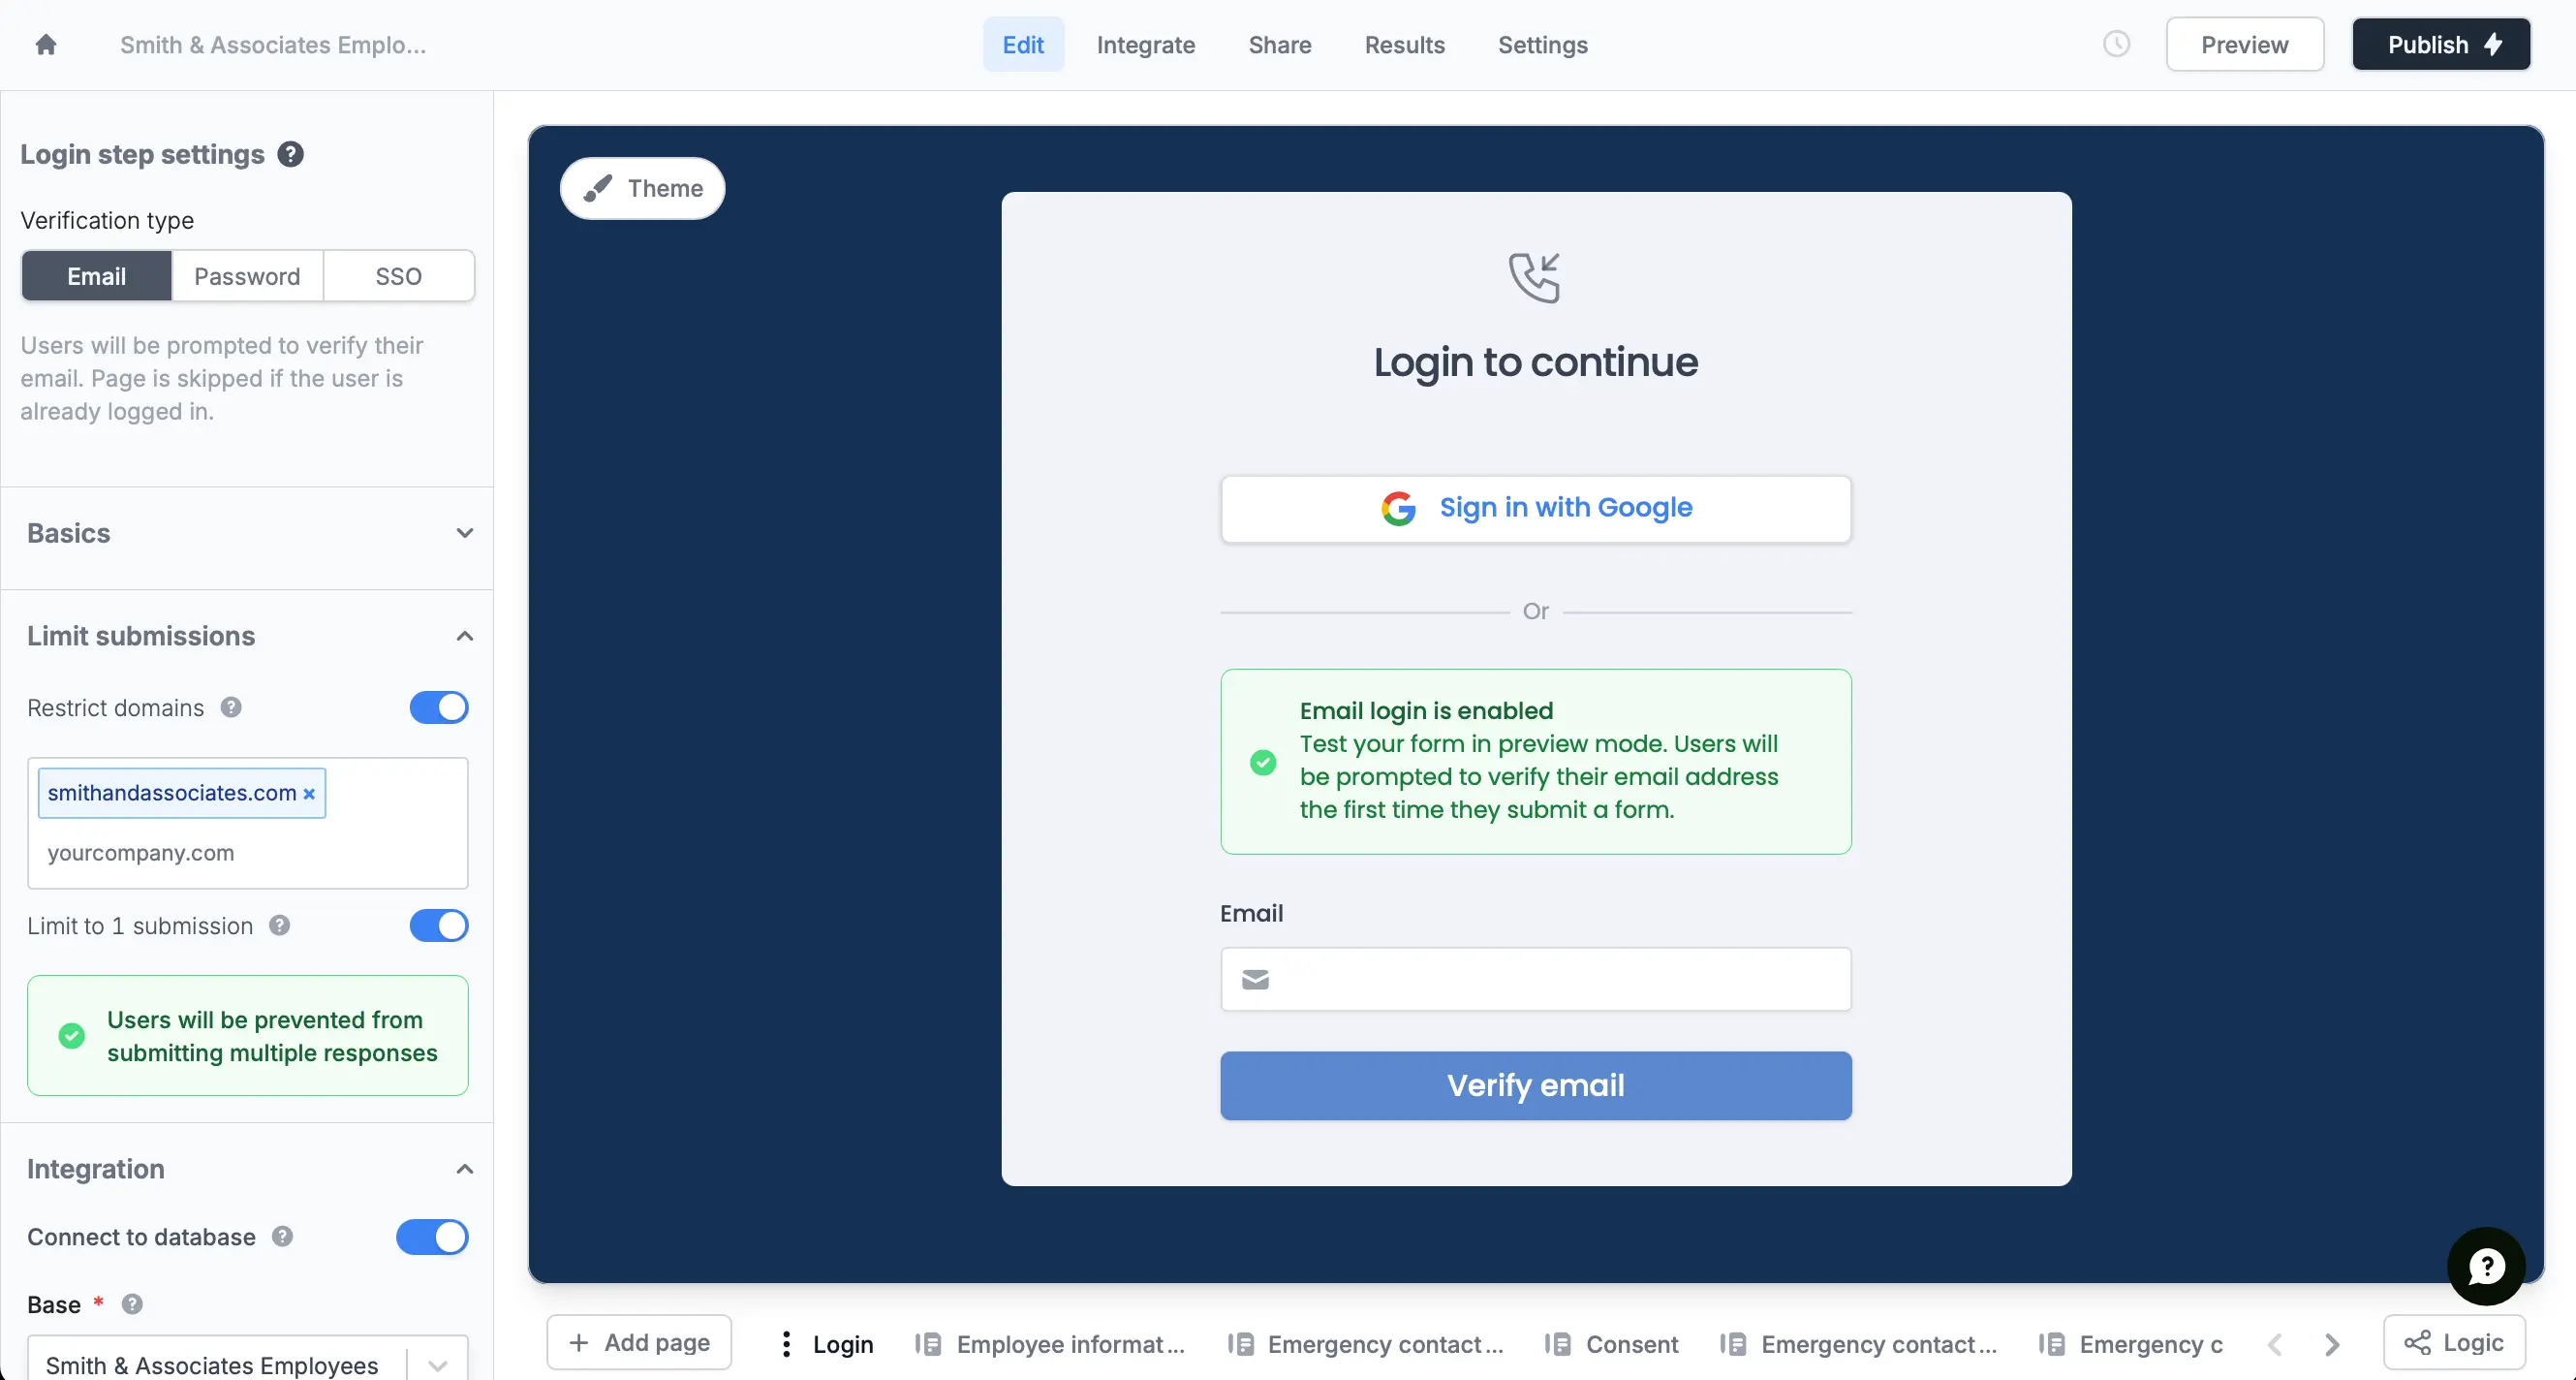 Smith & Associates Emplo...
Edit
Integrate
Share
Results
Settings
Preview
Publish
Login step settings
Verification type
Email
Password
SSO
Users will be prompted to verify their
email. Page is skipped if the user is
already logged in.
Basics
Limit submissions
Restrict domains
smithandassociates.com ×
yourcompany.com
Limit to 1 submission
Users will be prevented from
submitting multiple responses
Integration
Connect to database
Base *
Smith & Associates Employees
Theme
Login to continue
Sign in with Google
Or
Email login is enabled
Test your form in preview mode. Users will
be prompted to verify their email address
the first time they submit a form.
Email
Verify email
+ Add page
Login
Employee informat...
Emergency contact...
Consent
Emergency contact...
Emergency c
Logic